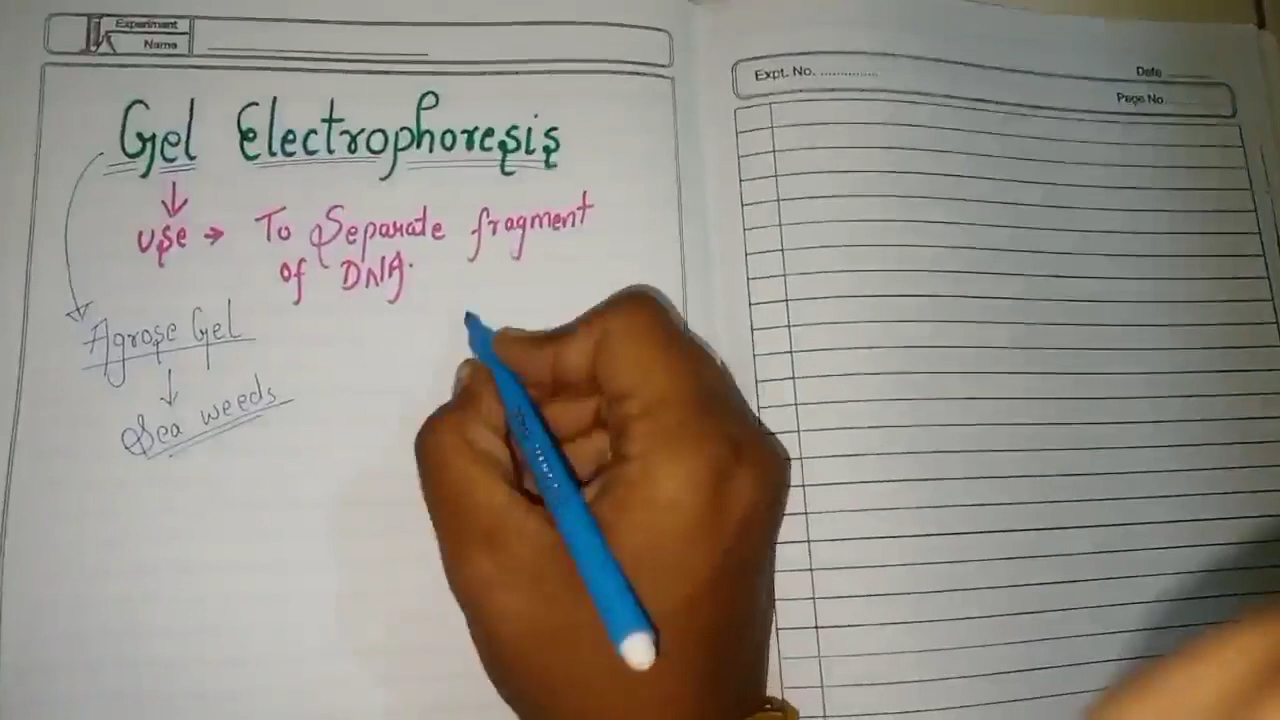 Experiment
Name
Expt. No. ...............
Date
Page No.
Gel Electrophoresis
Use → To Separate fragment
of DNA.
Agrose Gel
Sea weeds